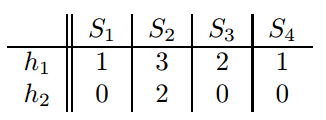 S₁ S₂ S₃ S₄
h₁ 1 3 2 1
h₂ 0 2 0 0